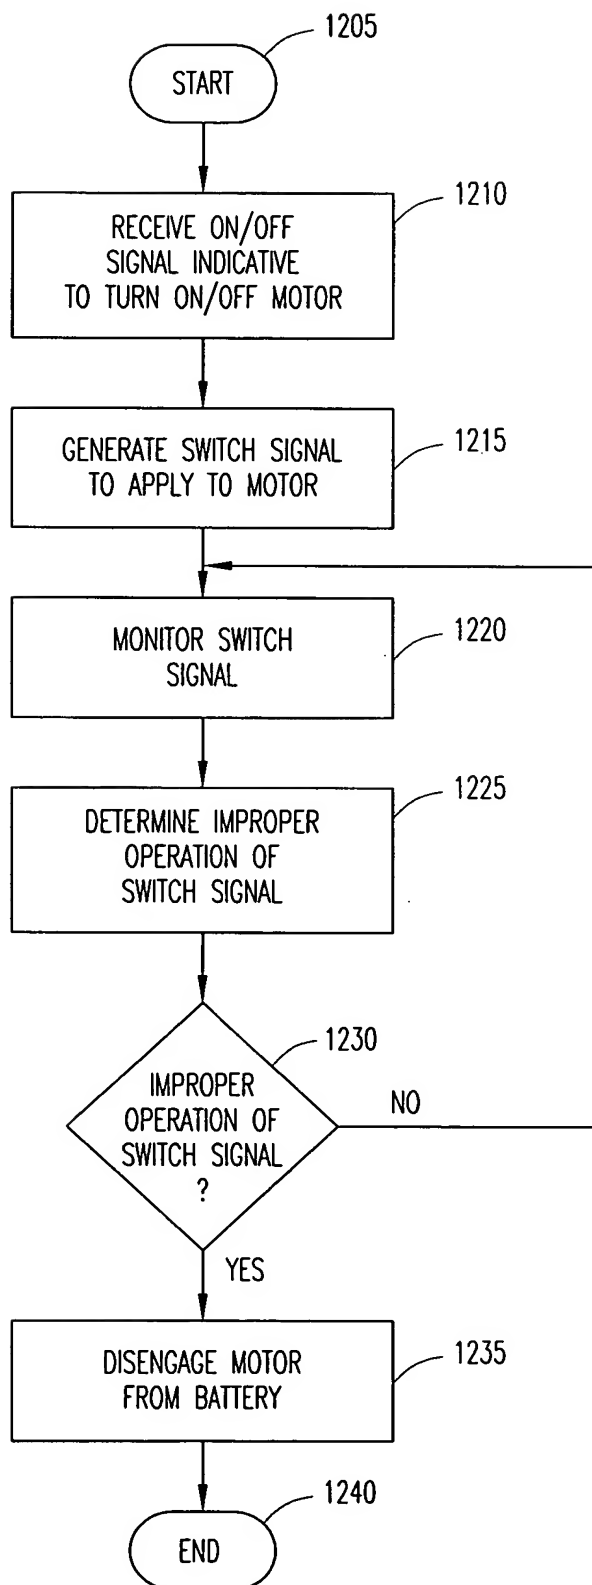 1205
START
1210
RECEIVE ON/OFF
SIGNAL INDICATIVE
TO TURN ON/OFF MOTOR
1215
GENERATE SWITCH SIGNAL
TO APPLY TO MOTOR
1220
MONITOR SWITCH
SIGNAL
1225
DETERMINE IMPROPER
OPERATION OF
SWITCH SIGNAL
1230
IMPROPER
OPERATION OF
SWITCH SIGNAL
?
NO
YES
1235
DISENGAGE MOTOR
FROM BATTERY
1240
END